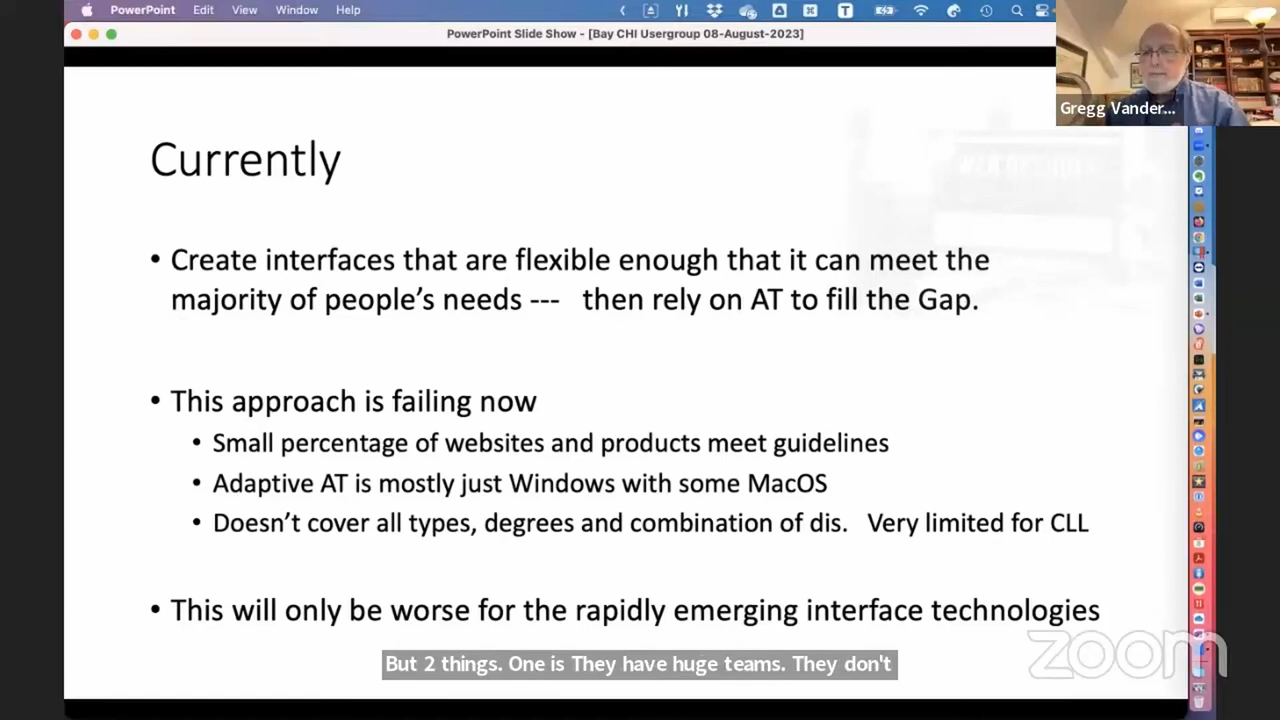 PowerPoint Edit View Window Help
PowerPoint Slide Show - [Bay CHI Usergroup 08-August-2023]
Gregg Vander...
Currently
• Create interfaces that are flexible enough that it can meet the
majority of people's needs --- then rely on AT to fill the Gap.
• This approach is failing now
• Small percentage of websites and products meet guidelines
• Adaptive AT is mostly just Windows with some MacOS
• Doesn't cover all types, degrees and combination of dis. Very limited for CLL
• This will only be worse for the rapidly emerging interface technologies
zoom
But 2 things. One is They have huge teams. They don't